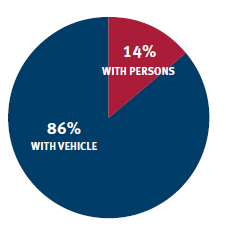 14%
WITH PERSONS
86%
WITH VEHICLE